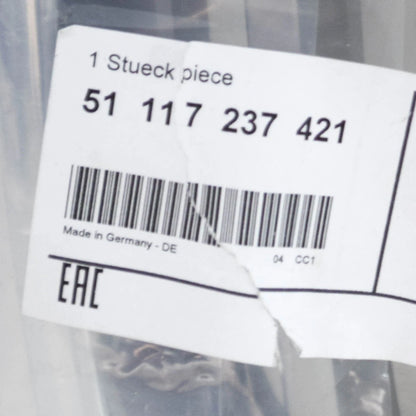 1 Stueck piece
51 117 237 421
Made in Germany - DE
04 CC1
EAC